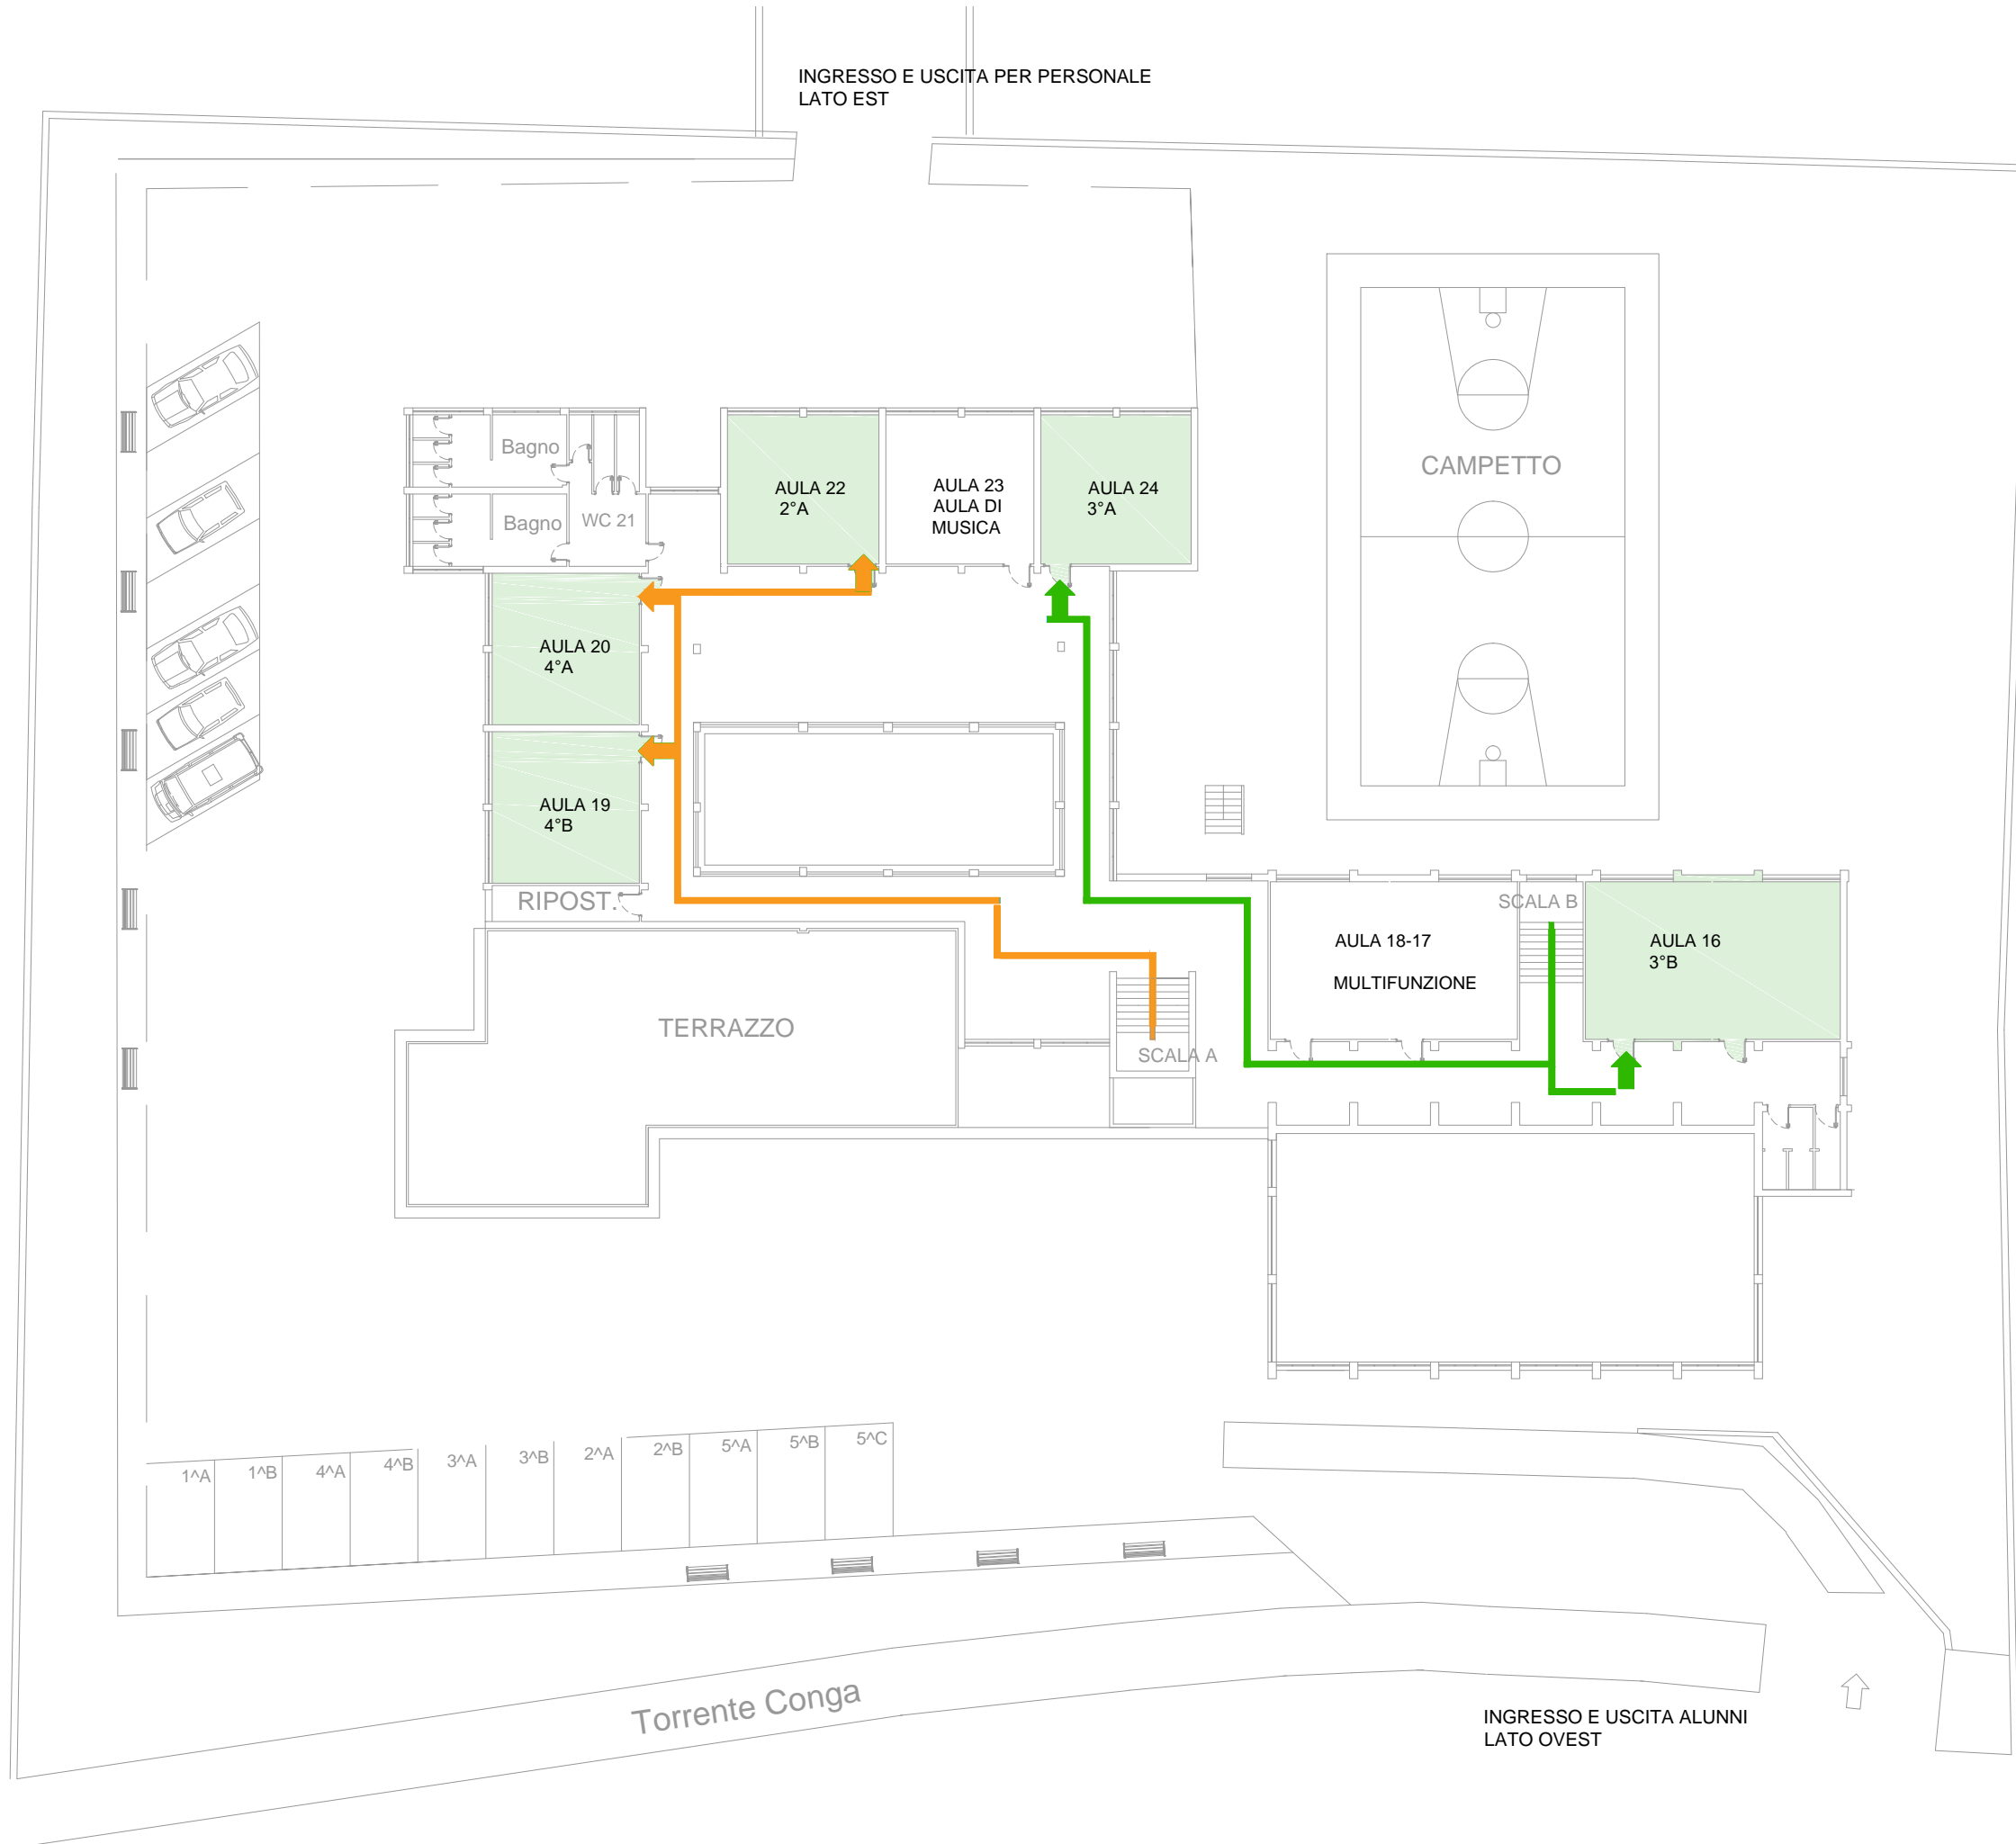 INGRESSO E USCITA PER PERSONALE
LATO EST
Bagno
Bagno
WC 21
AULA 22
2°A
AULA 23
AULA DI
MUSICA
AULA 24
3°A
CAMPETTO
AULA 20
4°A
AULA 19
4°B
RIPOST.
SCALA B
AULA 18-17
MULTIFUNZIONE
AULA 16
3°B
TERRAZZO
SCALA A
1^A
1^B
4^A
4^B
3^A
3^B
2^A
2^B
5^A
5^B
5^C
Torrente Conga
INGRESSO E USCITA ALUNNI
LATO OVEST